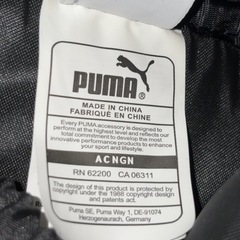 PUMA
MADE IN CHINA
FABRIQUÉ EN CHINE
Every PUMA accessory is designed to
perform at the highest level and reflects our
total commitment to develop the most
innovative performance products to enhance
your sport and lifestyle.
ACNGN
RN 62200 CA 06311
The design of this product is
protected by copyright
under the 1988 design copyright
Puma SE, Puma Way 1, DE-91074
Herzogenaurach, Germany